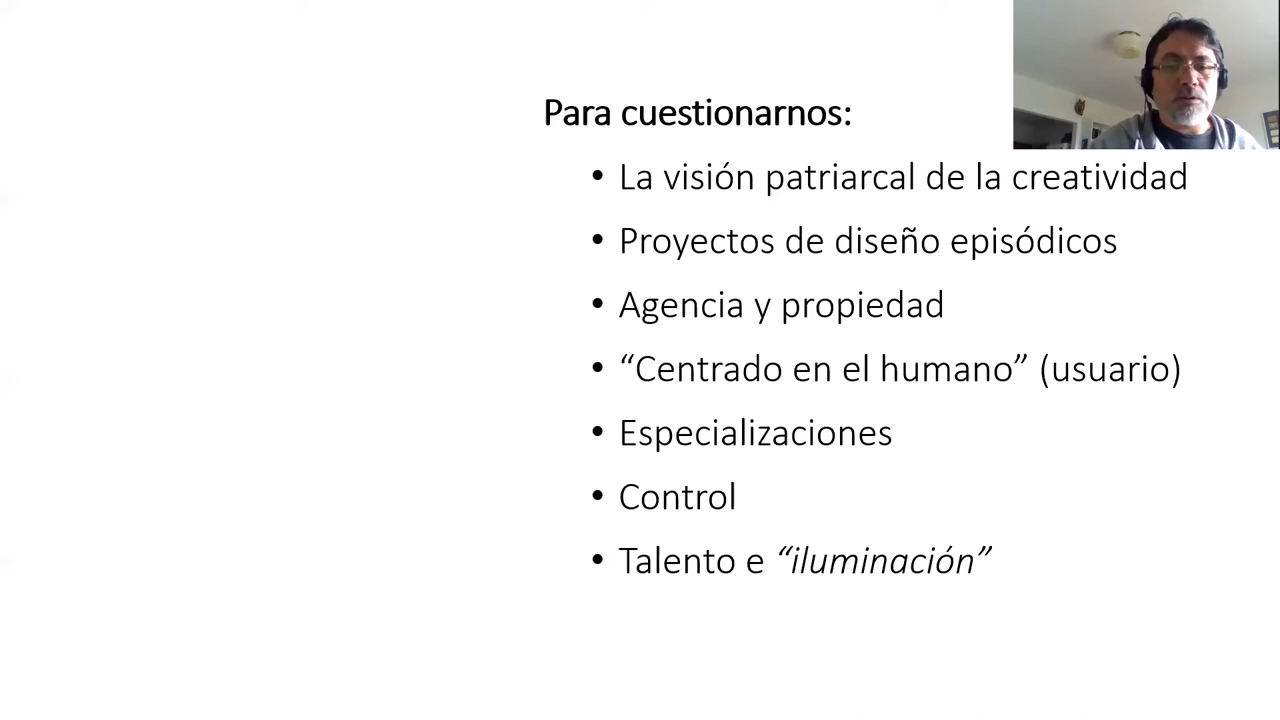 Para cuestionarnos:
• La visión patriarcal de la creatividad
• Proyectos de diseño episódicos
• Agencia y propiedad
• “Centrado en el humano” (usuario)
• Especializaciones
• Control
• Talento e “iluminación”